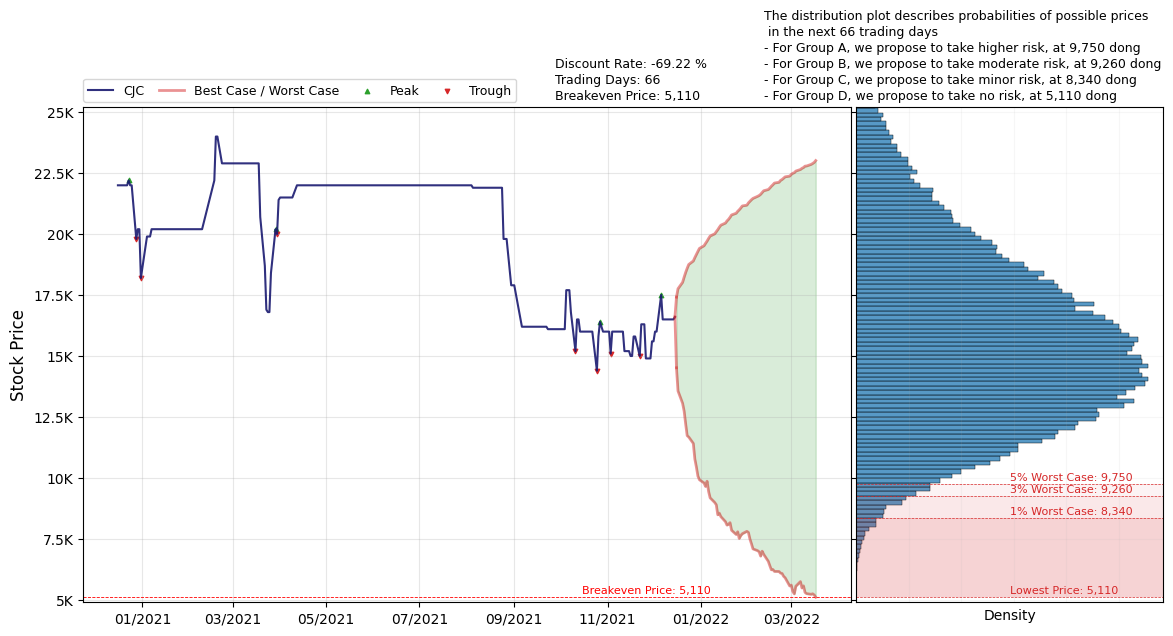 The distribution plot describes probabilities of possible prices
in the next 66 trading days
- For Group A, we propose to take higher risk, at 9,750 dong
- For Group B, we propose to take moderate risk, at 9,260 dong
- For Group C, we propose to take minor risk, at 8,340 dong
- For Group D, we propose to take no risk, at 5,110 dong
Discount Rate: -69.22 %
Trading Days: 66
Breakeven Price: 5,110
CJC
Best Case / Worst Case
Peak
Trough
Stock Price
25K
22.5K
20K
17.5K
15K
12.5K
10K
7.5K
5K
Breakeven Price: 5,110
01/2021
03/2021
05/2021
07/2021
09/2021
11/2021
01/2022
03/2022
5% Worst Case: 9,750
3% Worst Case: 9,260
1% Worst Case: 8,340
Lowest Price: 5,110
Density